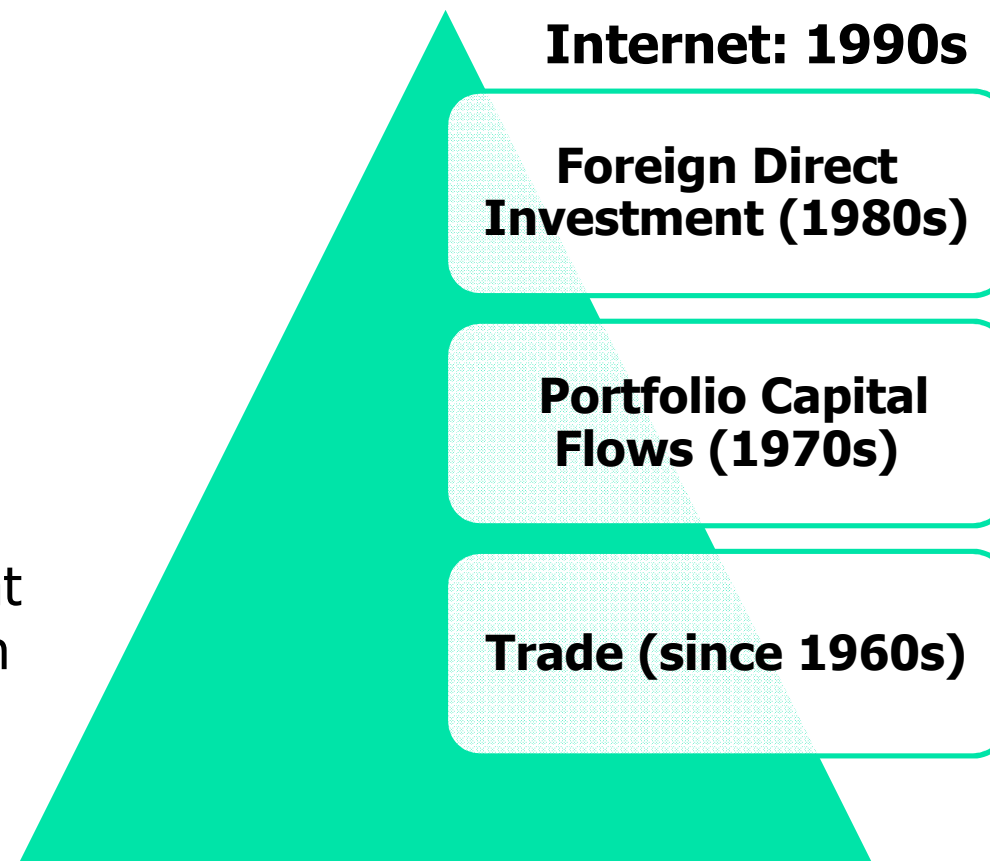 Internet: 1990s
Foreign Direct
Investment (1980s)
Portfolio Capital
Flows (1970s)
Trade (since 1960s)